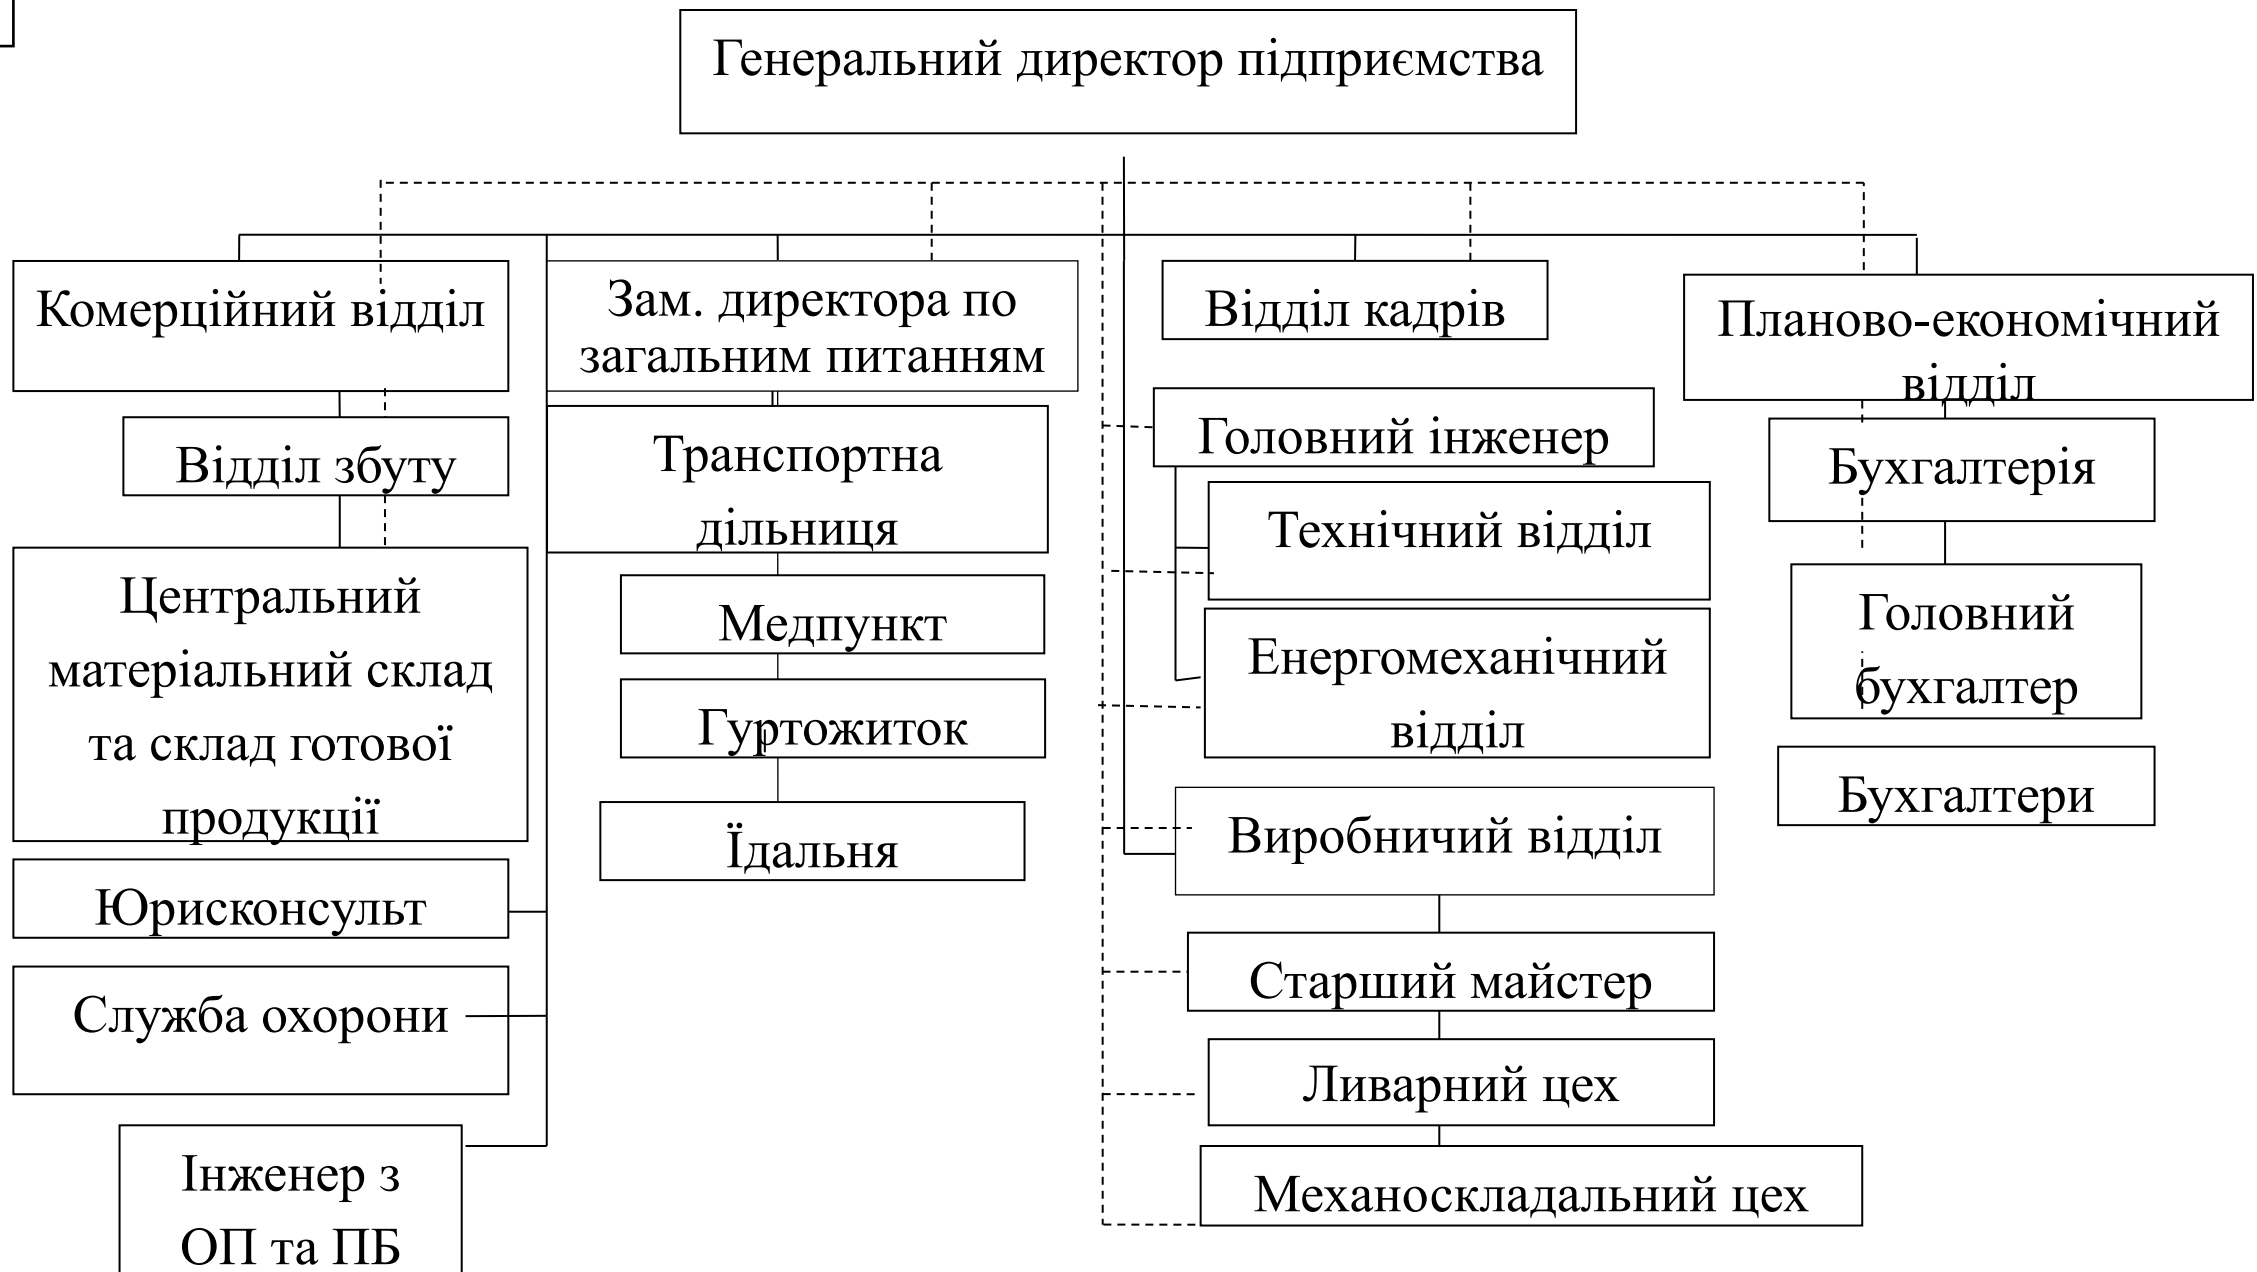 Генеральний директор підприємства
Комерційний відділ
Зам. директора по
загальним питанням
Відділ кадрів
Планово-економічний
відділ
Відділ збуту
Транспортна
дільниця
Головний інженер
Бухгалтерія
Технічний відділ
Центральний
матеріальний склад
та склад готової
продукції
Медпункт
Гуртожиток
Їдальня
Енергомеханічний
відділ
Головний
бухгалтер
Бухгалтери
Виробничий відділ
Юрисконсульт
Служба охорони
Старший майстер
Ливарний цех
Механоскладальний цех
Інженер з
ОП та ПБ